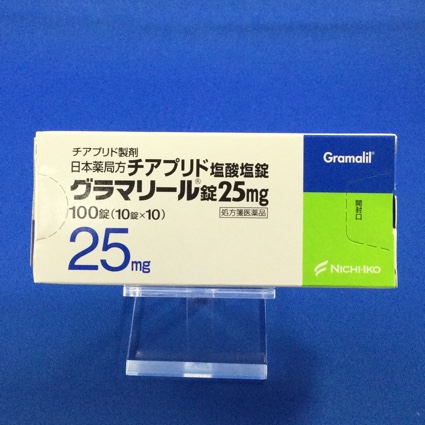 チアプリド製剤
日本薬局方 チアプリド塩酸塩錠
グラマリール®錠25mg
100錠(10錠×10)
処方箋医薬品
25mg
Gramalil®
開封口
NICHI-IKO